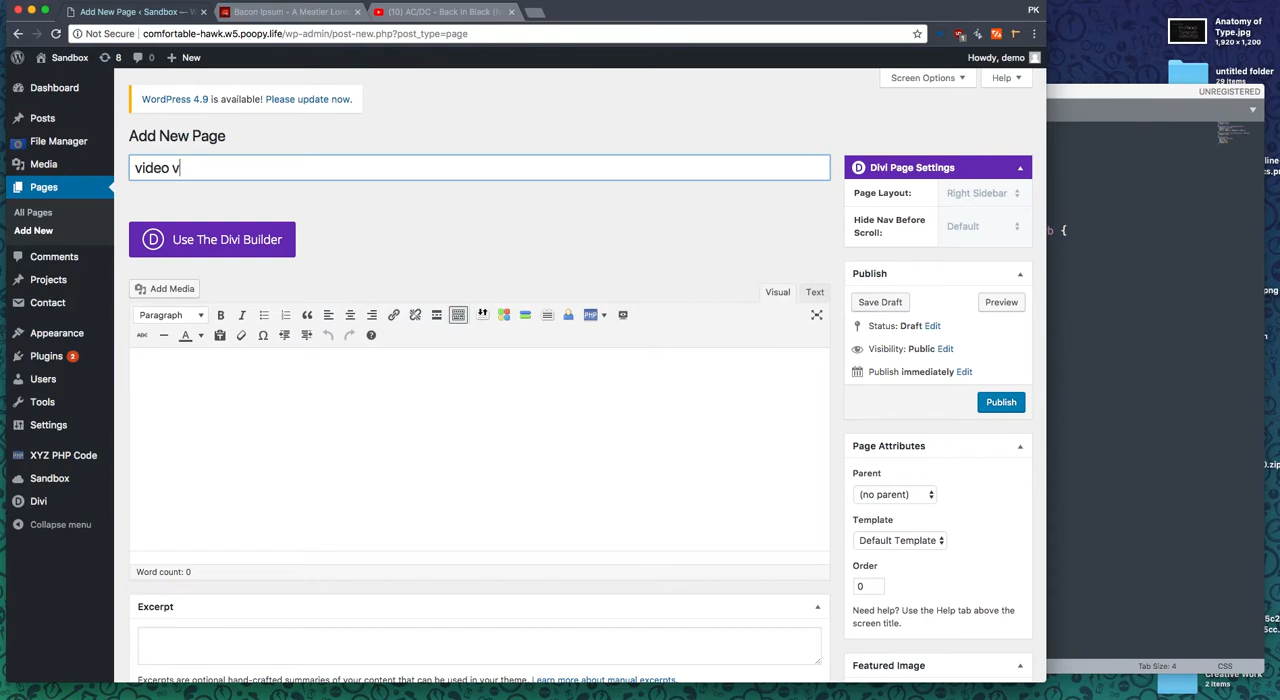 Add New Page ‹ Sandbox — W
Bacon Ipsum - A Meatier Lorem
(10) AC/DC - Back In Black (
PK
Not Secure
comfortable-hawk.w5.poopy.life/wp-admin/post-new.php?post_type=page
Sandbox
8
0
New
Howdy, demo
Dashboard
Posts
File Manager
Media
Pages
All Pages
Add New
Comments
Projects
Contact
Appearance
Plugins 2
Users
Tools
Settings
XYZ PHP Code
Sandbox
Divi
Collapse menu
Screen Options
Help
WordPress 4.9 is available! Please update now.
Add New Page
video v
Use The Divi Builder
Add Media
Visual
Text
Paragraph
B
I
PHP
ABC
A
Word count: 0
Excerpt
Excerpts are optional hand-crafted summaries of your content that can be used in your theme. Learn more about manual excerpts.
Divi Page Settings
Page Layout:
Right Sidebar
Hide Nav Before
Scroll:
Default
Publish
Save Draft
Preview
Status: Draft Edit
Visibility: Public Edit
Publish immediately Edit
Publish
Page Attributes
Parent
(no parent)
Template
Default Template
Order
0
Need help? Use the Help tab above the
screen title.
Featured Image
Anatomy of
Type.jpg
1,920 × 1,200
untitled folder
29 items
UNREGISTERED
b {
Tab Size: 4
CSS
Creative Work
2 items